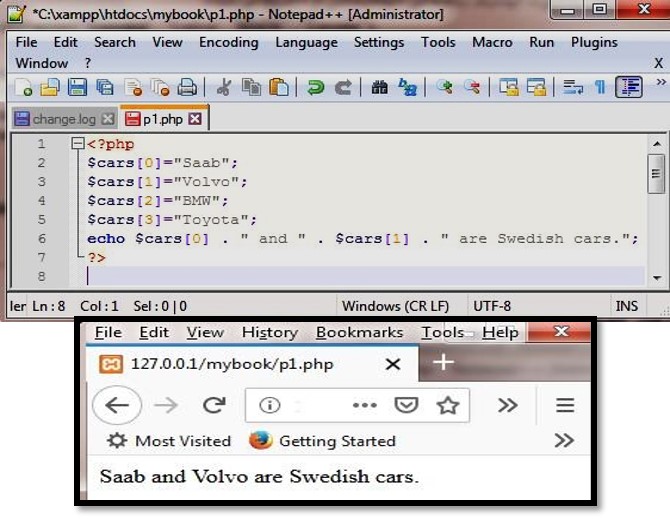 *C:\xampp\htdocs\mybook\p1.php - Notepad++ [Administrator]
File Edit Search View Encoding Language Settings Tools Macro Run Plugins
Window ? X
change.log p1.php
1 <?php
2 $cars[0]="Saab";
3 $cars[1]="Volvo";
4 $cars[2]="BMW";
5 $cars[3]="Toyota";
6 echo $cars[0] . " and " . $cars[1] . " are Swedish cars.";
7 ?>
8
ler Ln : 8 Col : 1 Sel : 0 | 0 Windows (CR LF) UTF-8 INS
File Edit View History Bookmarks Tools Help
127.0.0.1/mybook/p1.php
Most Visited Getting Started
Saab and Volvo are Swedish cars.